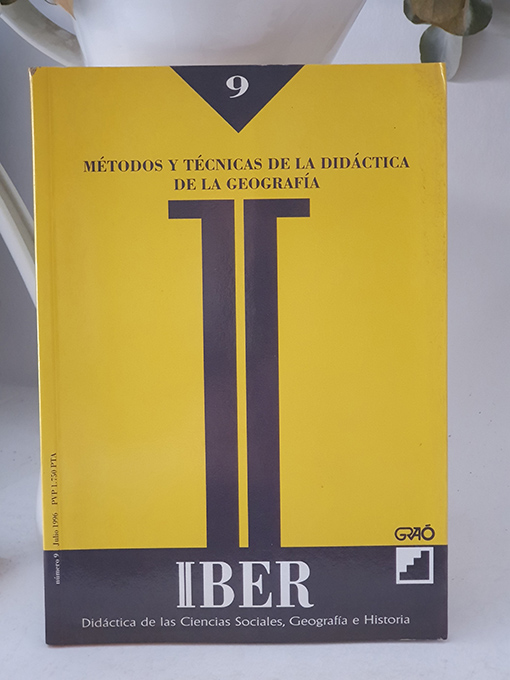 9
MÉTODOS Y TÉCNICAS DE LA DIDÁCTICA
DE LA GEOGRAFÍA
número 9 Julio 1996 PVP 1.750 PTA
GRAÓ
IBER
Didáctica de las Ciencias Sociales, Geografía e Historia